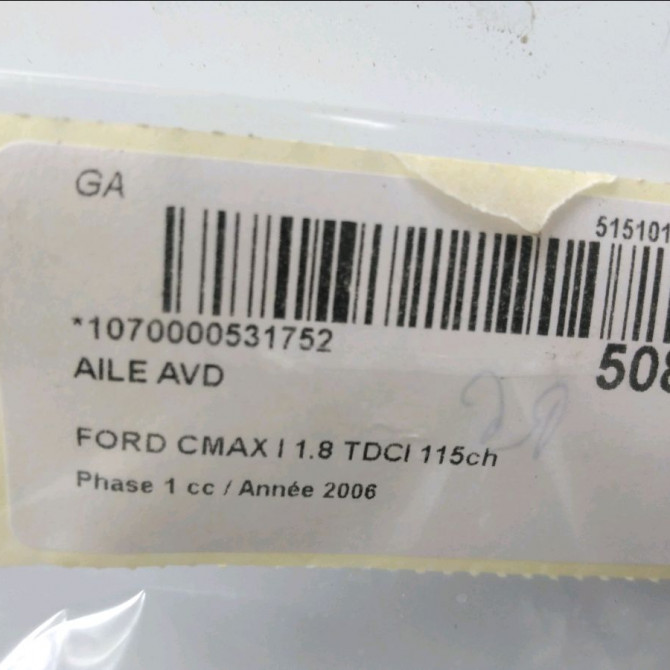 GA
515101
*1070000531752
508
AILE AVD
FORD CMAX I 1.8 TDCI 115ch
Phase 1 cc / Année 2006